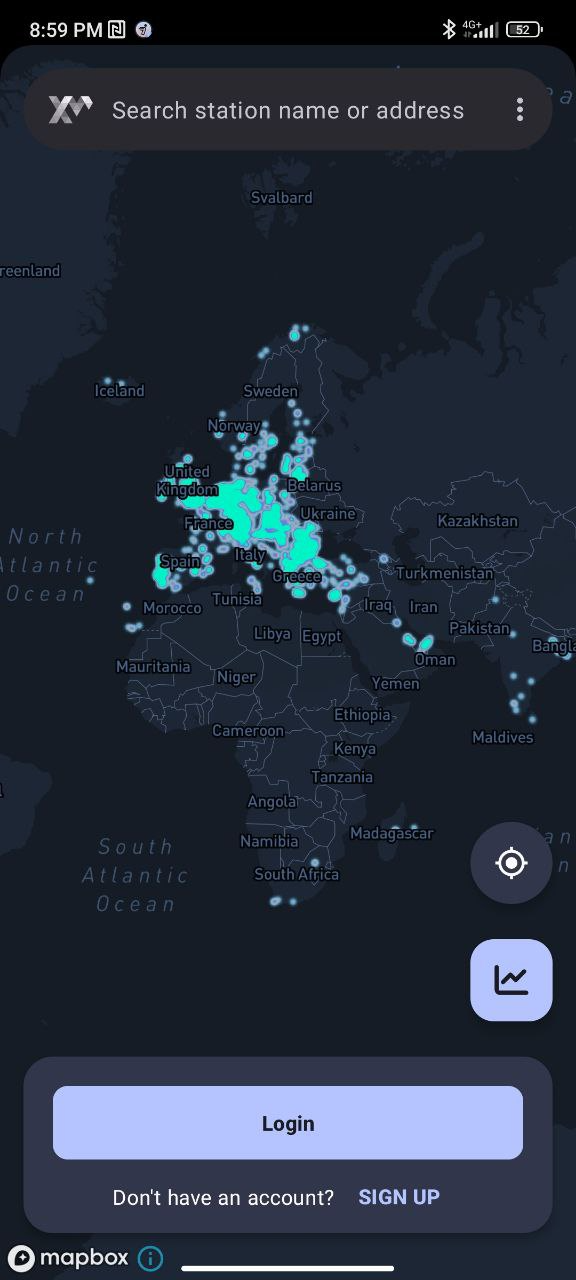 8:59 PM
4G+
52
XM
Search station name or address
Svalbard
reenland
Iceland
Sweden
Norway
United
Kingdom
Belarus
Ukraine
France
Kazakhstan
North
Atlantic
Ocean
Italy
Spain
Greece
Turkmenistan
Morocco
Tunisia
Iraq
Iran
Pakistan
Libya
Egypt
Bangla
Oman
Mauritania
Niger
Yemen
Ethiopia
Cameroon
Maldives
Kenya
Tanzania
Angola
Madagascar
Namibia
South
Atlantic
Ocean
South Africa
Login
Don't have an account? SIGN UP
mapbox